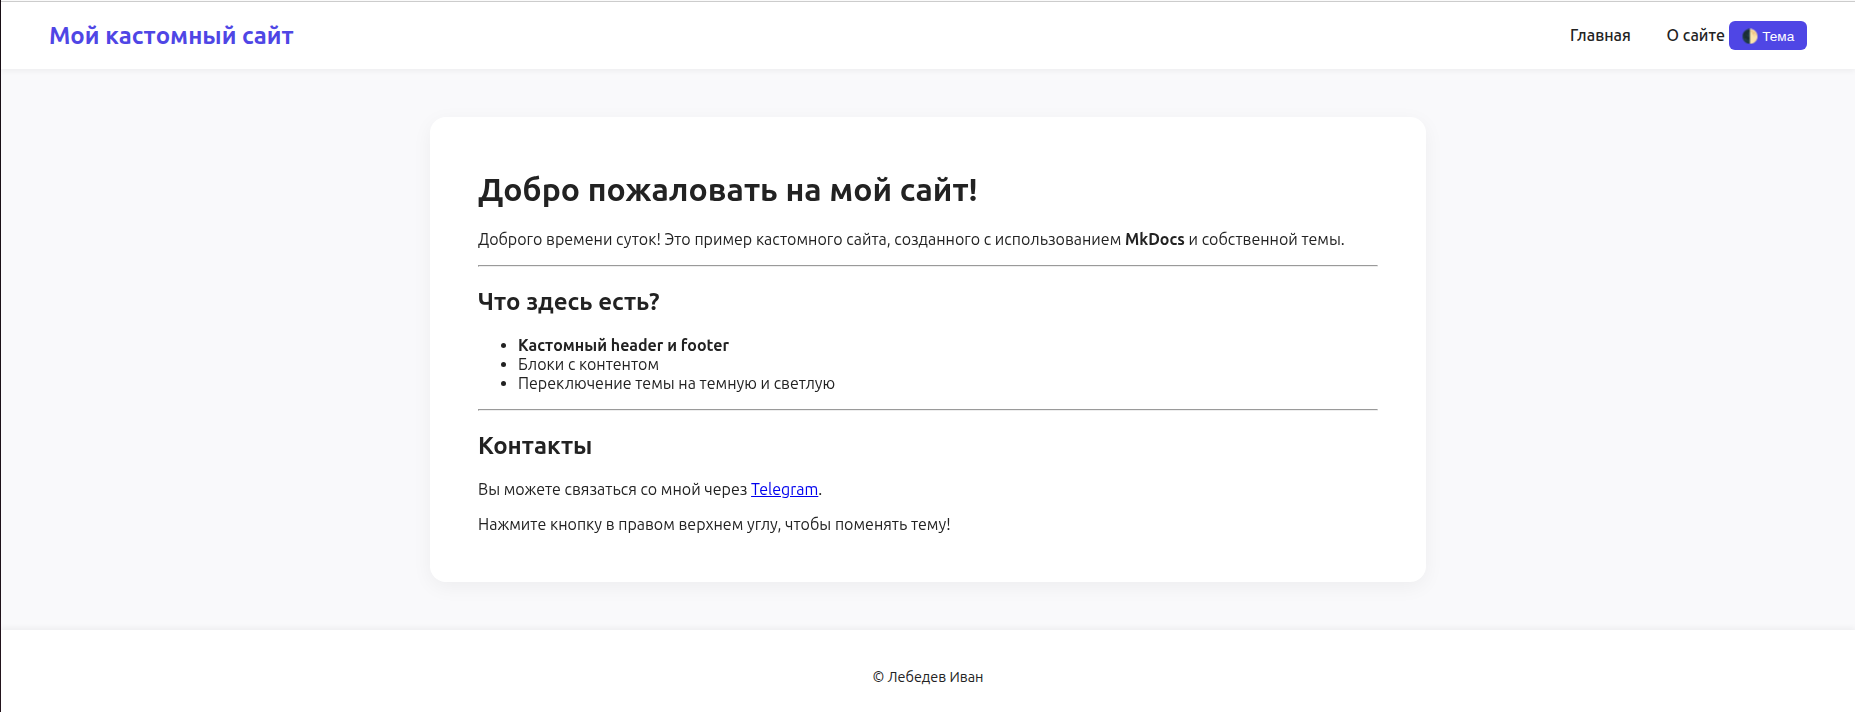 Мой кастомный сайт
Главная О сайте 🌓 Тема
Добро пожаловать на мой сайт!
Доброго времени суток! Это пример кастомного сайта, созданного с использованием MkDocs и собственной темы.
Что здесь есть?
• Кастомный header и footer
• Блоки с контентом
• Переключение темы на темную и светлую
Контакты
Вы можете связаться со мной через Telegram.
Нажмите кнопку в правом верхнем углу, чтобы поменять тему!
© Лебедев Иван